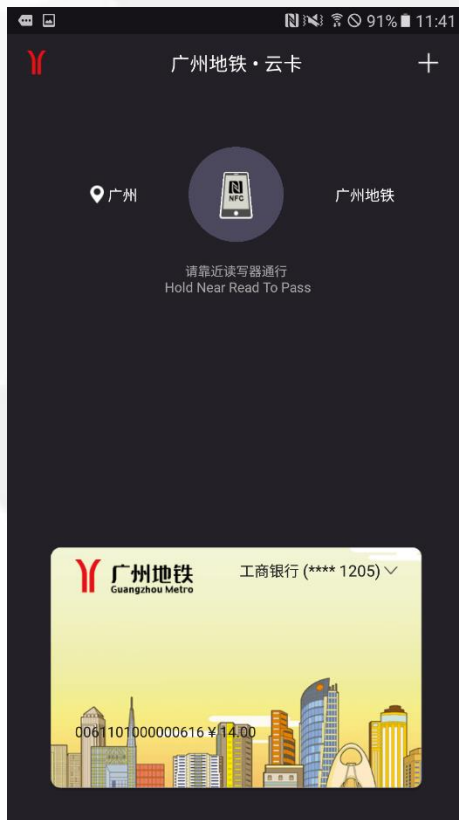 91% 11:41
广州地铁·云卡
广州
NFC
广州地铁
请靠近读写器通行
Hold Near Read To Pass
广州地铁
Guangzhou Metro
工商银行 (**** 1205)
0061101000000616 ¥ 14.00